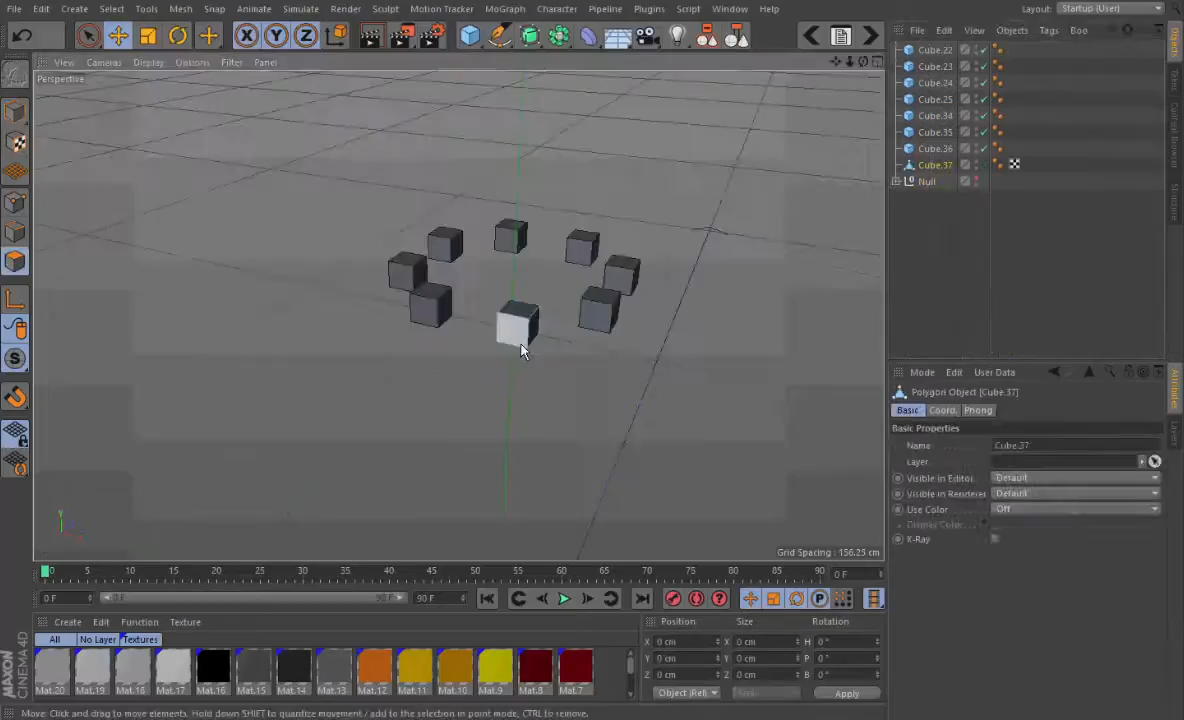 File Edit Create Select Tools Mesh Snap Animate Simulate Render Sculpt Motion Tracker MoGraph Character Pipeline Plugins Script Window Help
Layout: Startup (User)
File Edit View Objects Tags Boo
View Cameras Display Options Filter Panel
Perspective
Cube.22
Cube.23
Cube.24
Cube.25
Cube.34
Cube.35
Cube.36
Cube.37
Null
Objects
Content Browser
Structure
Mode Edit User Data
Polygon Object [Cube.37]
Basic Coord. Phong
Basic Properties
Name Cube.37
Layer
Visible in Editor Default
Visible in Renderer Default
Use Color Off
Display Color
X-Ray
Attributes
Layers
Grid Spacing : 156.25 cm
0 5 10 15 20 25 30 35 40 45 50 55 60 65 70 75 80 85 90
0 F
0 F 0 F 90 F 90 F
Create Edit Function Texture
All No Layer Textures
Mat.20 Mat.19 Mat.18 Mat.17 Mat.16 Mat.15 Mat.14 Mat.13 Mat.12 Mat.11 Mat.10 Mat.9 Mat.8 Mat.7
Position Size Rotation
X 0 cm X 0 cm H 0 °
Y 0 cm Y 0 cm P 0 °
Z 0 cm Z 0 cm B 0 °
Object (Rel) Apply
MAXON
CINEMA 4D
Move: Click and drag to move elements. Hold down SHIFT to quantize movement / add to the selection in point mode, CTRL to remove.